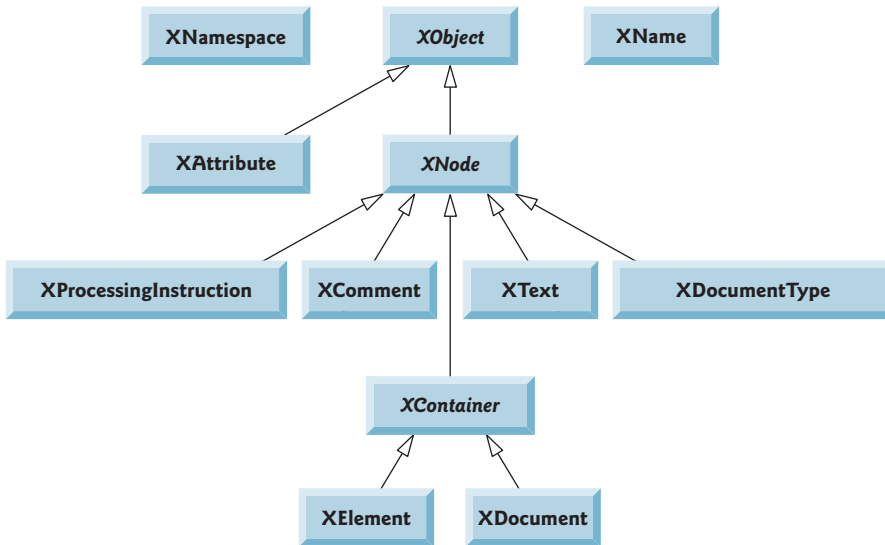 XNamespace
XObject
XName
XAttribute
XNode
XProcessingInstruction
XComment
XText
XDocumentType
XContainer
XElement
XDocument